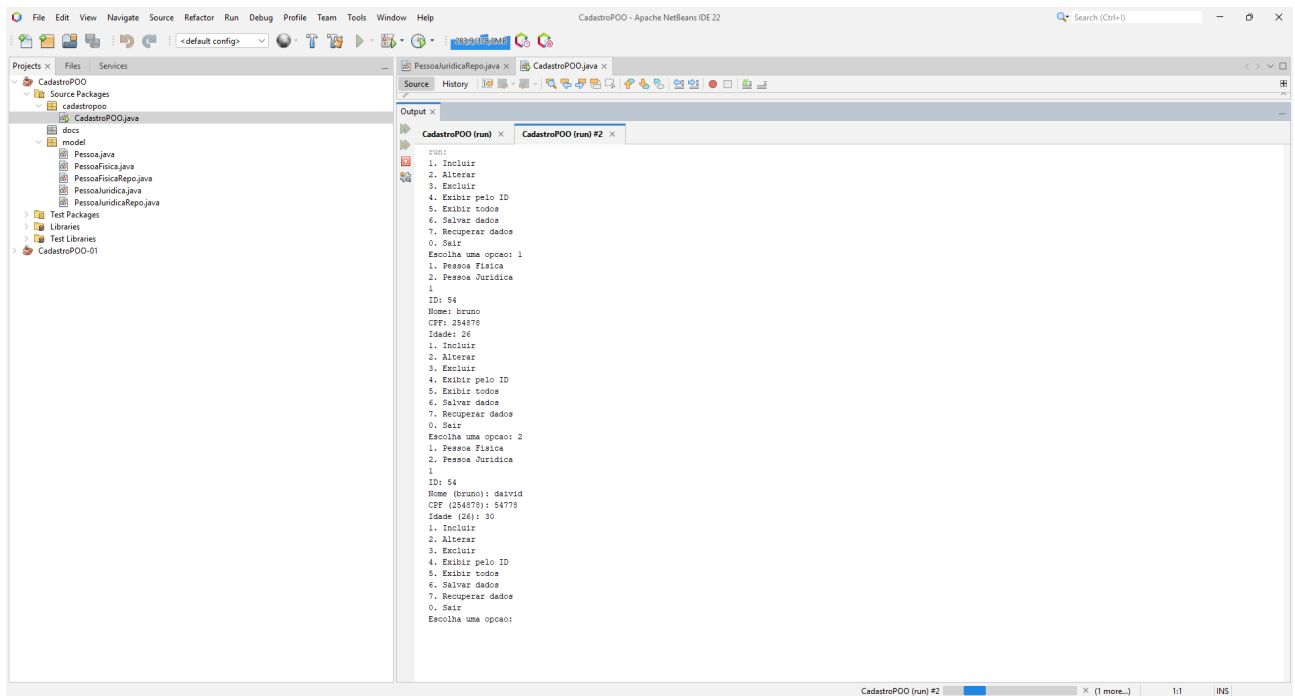 File Edit View Navigate Source Refactor Run Debug Profile Team Tools Window Help CadastroPOO - Apache NetBeans IDE 22 Search (Ctrl+I)
<default config> 283,9/378,0MB
Projects Files Services
CadastroPOO
Source Packages
cadastropoo
CadastroPOO.java
docs
model
Pessoa.java
PessoaFisica.java
PessoaFisicaRepo.java
PessoaJuridica.java
PessoaJuridicaRepo.java
Test Packages
Libraries
Test Libraries
CadastroPOO-01
PessoaJuridicaRepo.java CadastroPOO.java
Source History
Output
CadastroPOO (run) CadastroPOO (run) #2
run:
1. Incluir
2. Alterar
3. Excluir
4. Exibir pelo ID
5. Exibir todos
6. Salvar dados
7. Recuperar dados
0. Sair
Escolha uma opcao: 1
1. Pessoa Fisica
2. Pessoa Juridica
1
ID: 54
Nome: bruno
CPF: 254878
Idade: 26
1. Incluir
2. Alterar
3. Excluir
4. Exibir pelo ID
5. Exibir todos
6. Salvar dados
7. Recuperar dados
0. Sair
Escolha uma opcao: 2
1. Pessoa Fisica
2. Pessoa Juridica
1
ID: 54
Nome (bruno): daivid
CPF (254878): 54778
Idade (26): 30
1. Incluir
2. Alterar
3. Excluir
4. Exibir pelo ID
5. Exibir todos
6. Salvar dados
7. Recuperar dados
0. Sair
Escolha uma opcao:
CadastroPOO (run) #2 (1 more...) 1:1 INS